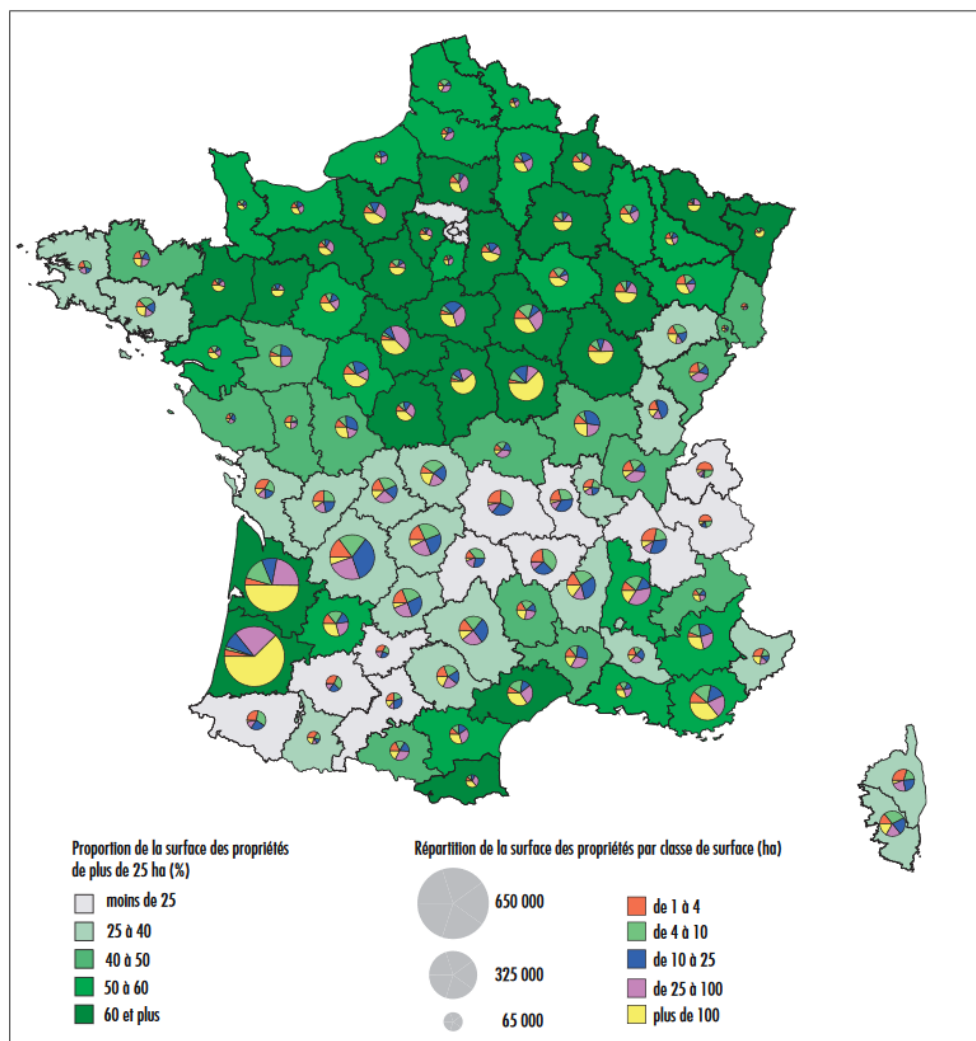 Proportion de la surface des propriétés
de plus de 25 ha (%)
moins de 25
25 à 40
40 à 50
50 à 60
60 et plus
Répartition de la surface des propriétés par classe de surface (ha)
650 000
325 000
65 000
de 1 à 4
de 4 à 10
de 10 à 25
de 25 à 100
plus de 100